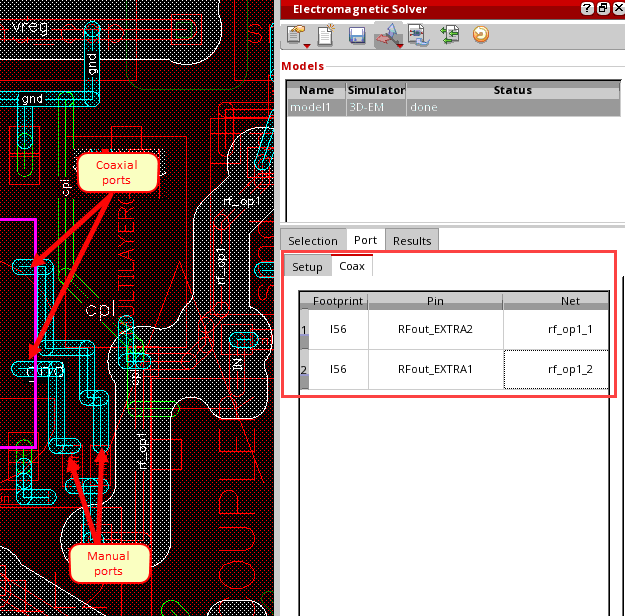 vreg
gnd
gnd
Coaxial
ports
cpl
rf_op1
rf_op1
cpl
cpl
IN
rf_op1
Manual
ports
Electromagnetic Solver
Models
Name Simulator Status
model1 3D-EM done
Selection Port Results
Setup Coax
Footprint Pin Net
1 I56 RFout_EXTRA2 rf_op1_1
2 I56 RFout_EXTRA1 rf_op1_2